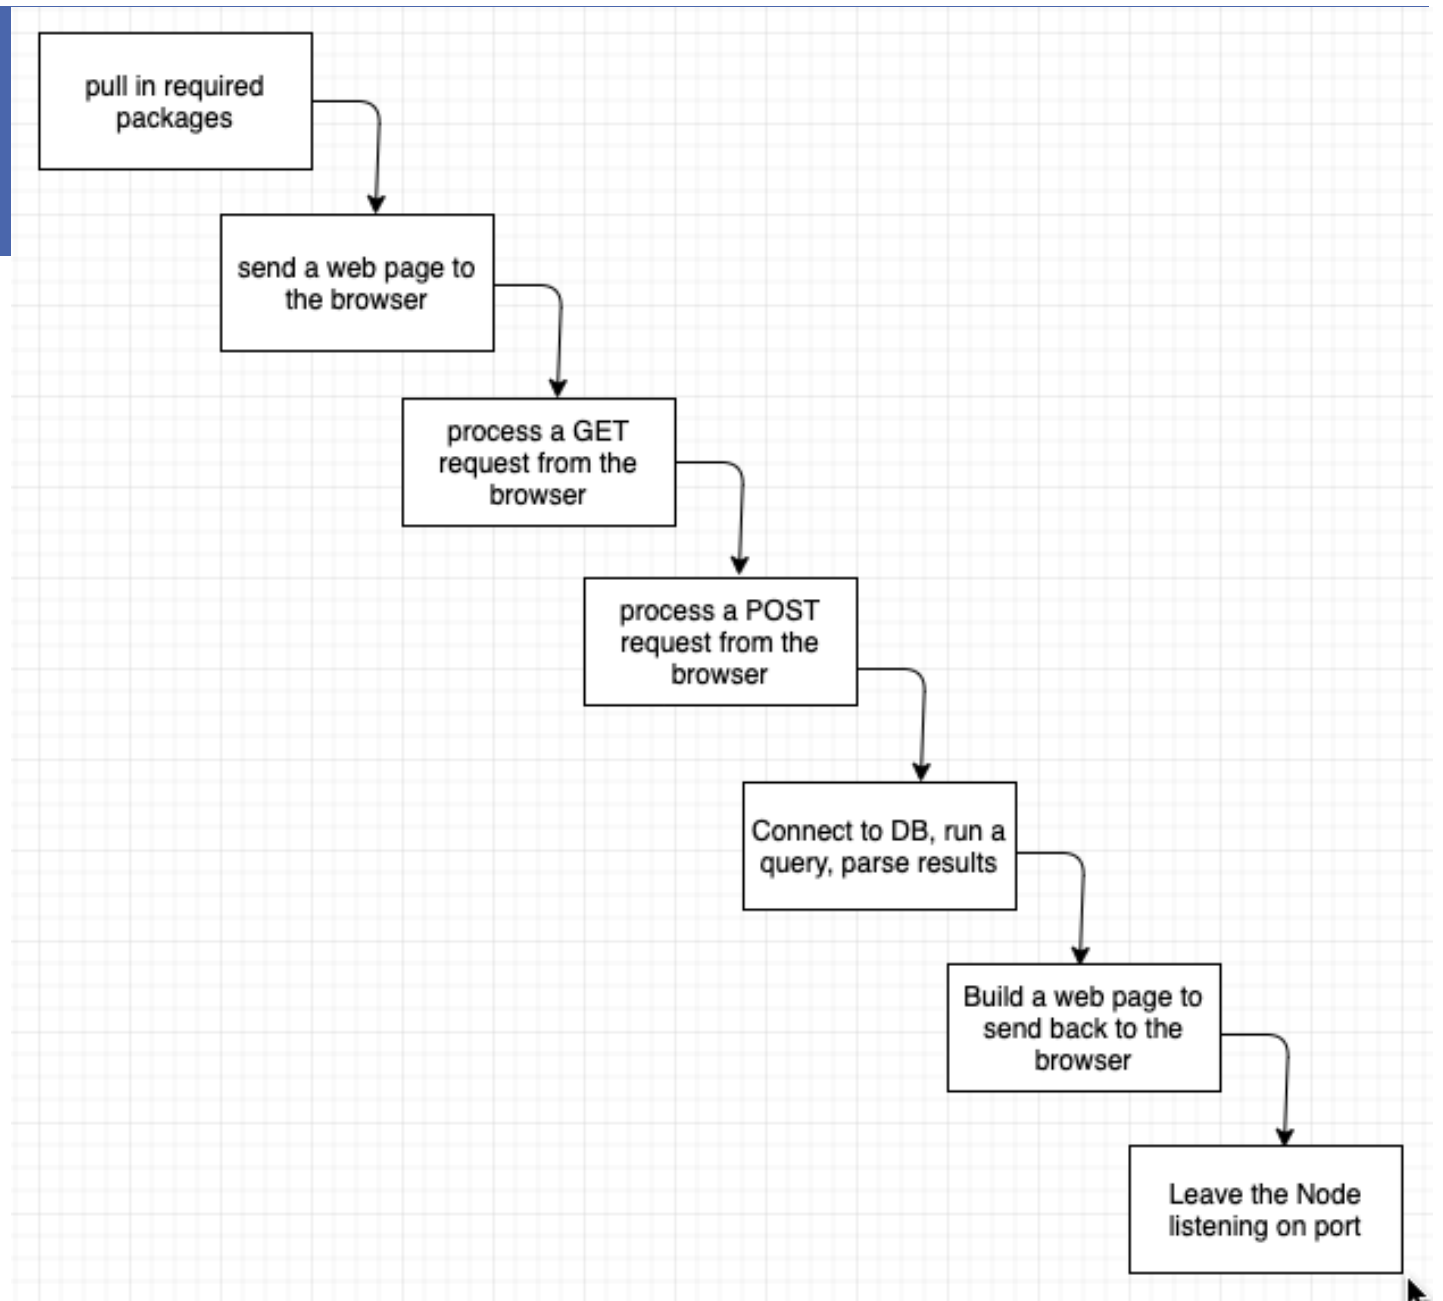 pull in required
packages
send a web page to
the browser
process a GET
request from the
browser
process a POST
request from the
browser
Connect to DB, run a
query, parse results
Build a web page to
send back to the
browser
Leave the Node
listening on port